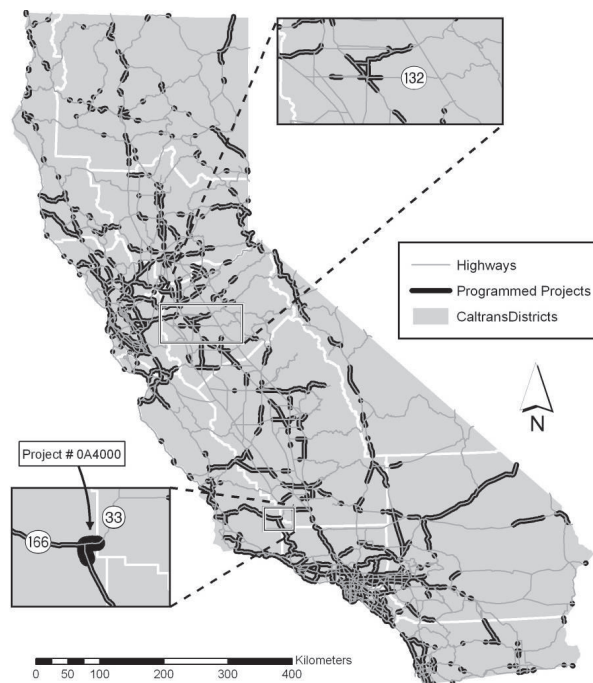 132
Highways
Programmed Projects
CaltransDistricts
N
Project # 0A4000
33
166
Kilometers
0 50 100 200 300 400